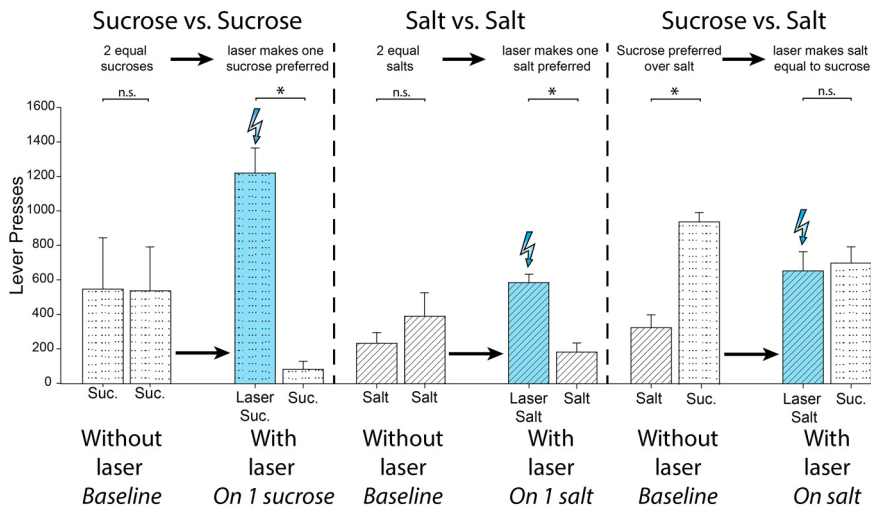 Sucrose vs. Sucrose
2 equal
sucroses
laser makes one
sucrose preferred
n.s.
*
Salt vs. Salt
2 equal
salts
laser makes one
salt preferred
n.s.
*
Sucrose vs. Salt
Sucrose preferred
over salt
laser makes salt
equal to sucrose
*
n.s.
Lever Presses
1600
1400
1200
1000
800
600
400
200
0
Suc.
Suc.
Laser
Suc.
Suc.
Salt
Salt
Laser
Salt
Salt
Salt
Suc.
Laser
Salt
Suc.
Without
laser
Baseline
With
laser
On 1 sucrose
Without
laser
Baseline
With
laser
On 1 salt
Without
laser
Baseline
With
laser
On salt